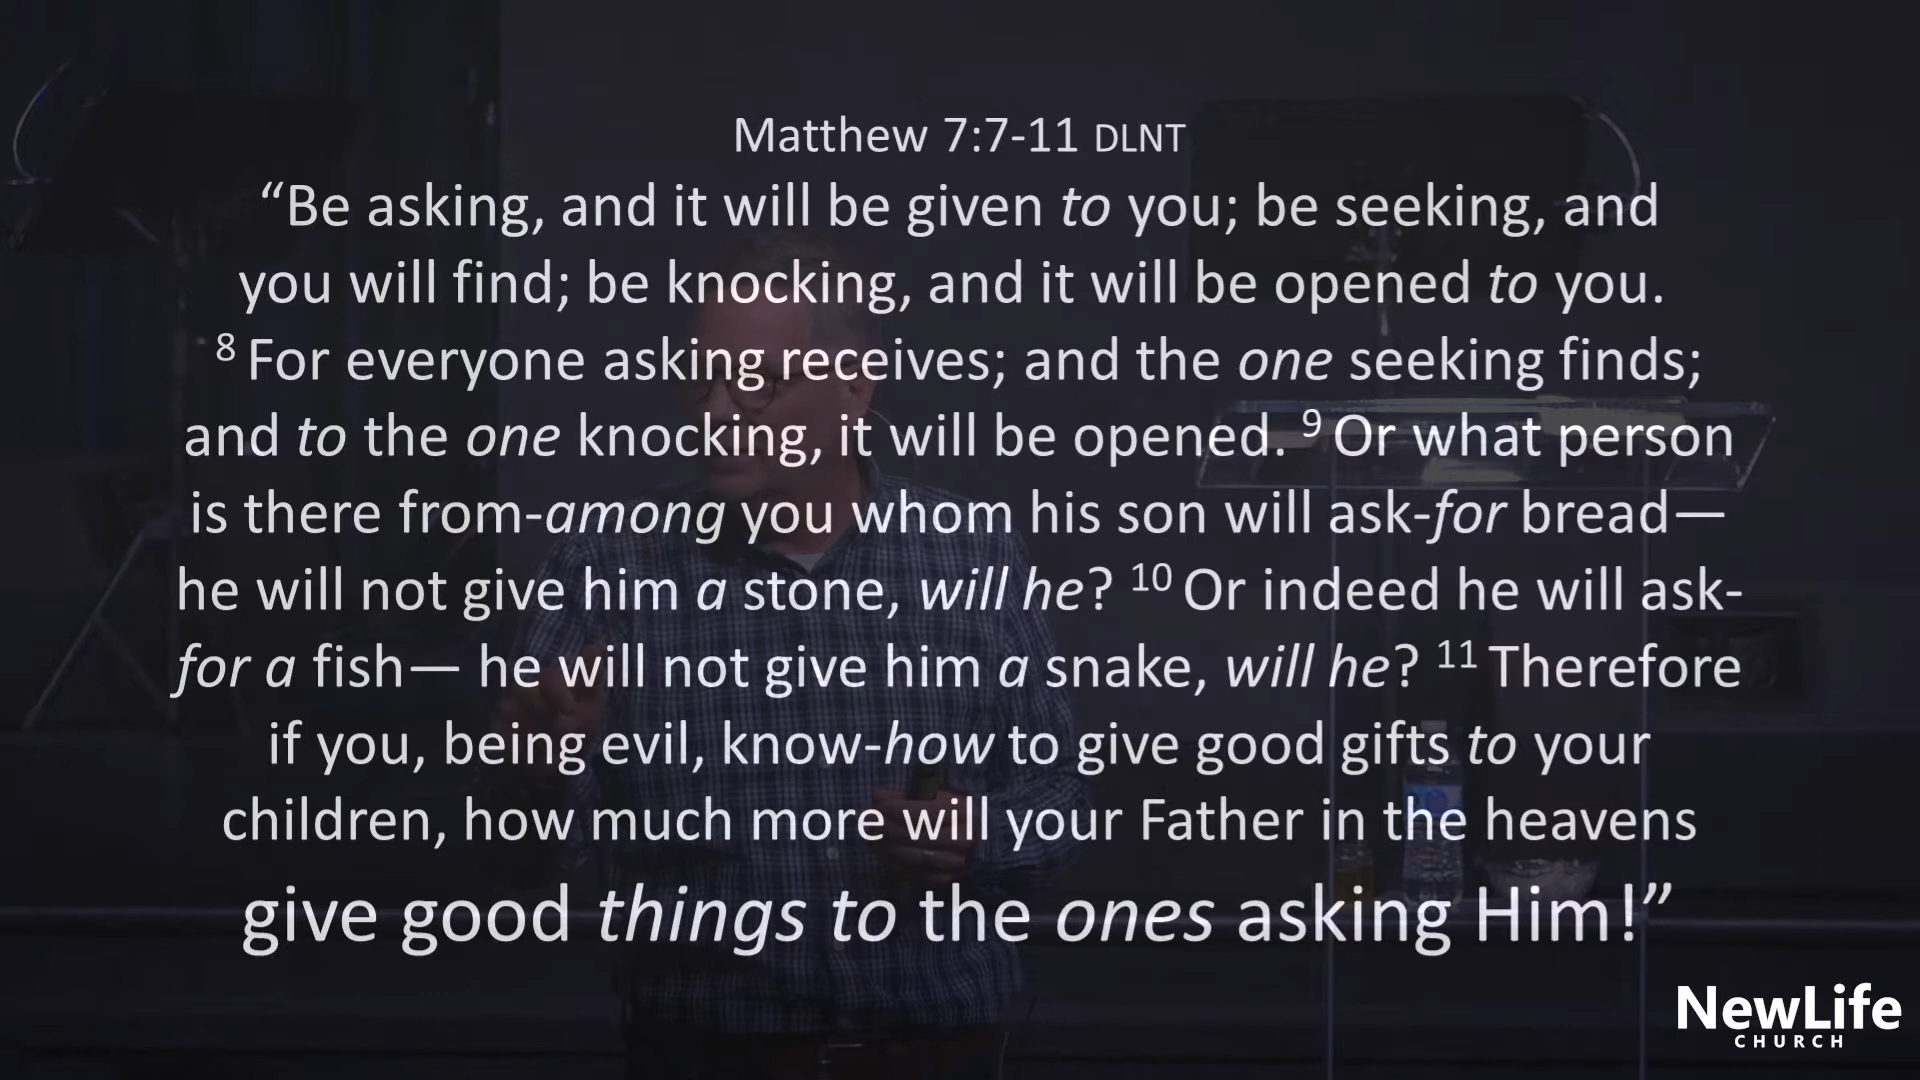 Matthew 7:7-11 DLNT
“Be asking, and it will be given to you; be seeking, and
you will find; be knocking, and it will be opened to you.
8 For everyone asking receives; and the one seeking finds;
and to the one knocking, it will be opened. 9 Or what person
is there from-among you whom his son will ask-for bread—
he will not give him a stone, will he? 10 Or indeed he will ask-
for a fish— he will not give him a snake, will he? 11 Therefore
if you, being evil, know-how to give good gifts to your
children, how much more will your Father in the heavens
give good things to the ones asking Him!”
NewLife
CHURCH